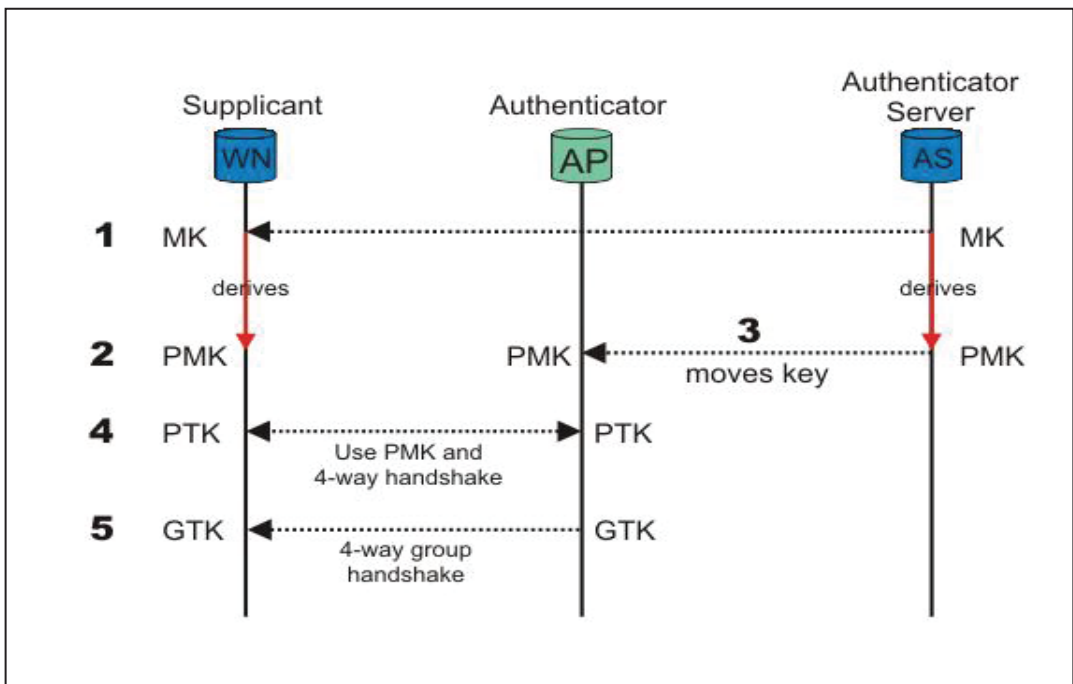 Supplicant
Authenticator
Authenticator
Server
WN
AP
AS
1
MK
MK
derives
derives
3
2
PMK
PMK
moves key
PMK
4
PTK
PTK
Use PMK and
4-way handshake
5
GTK
GTK
4-way group
handshake